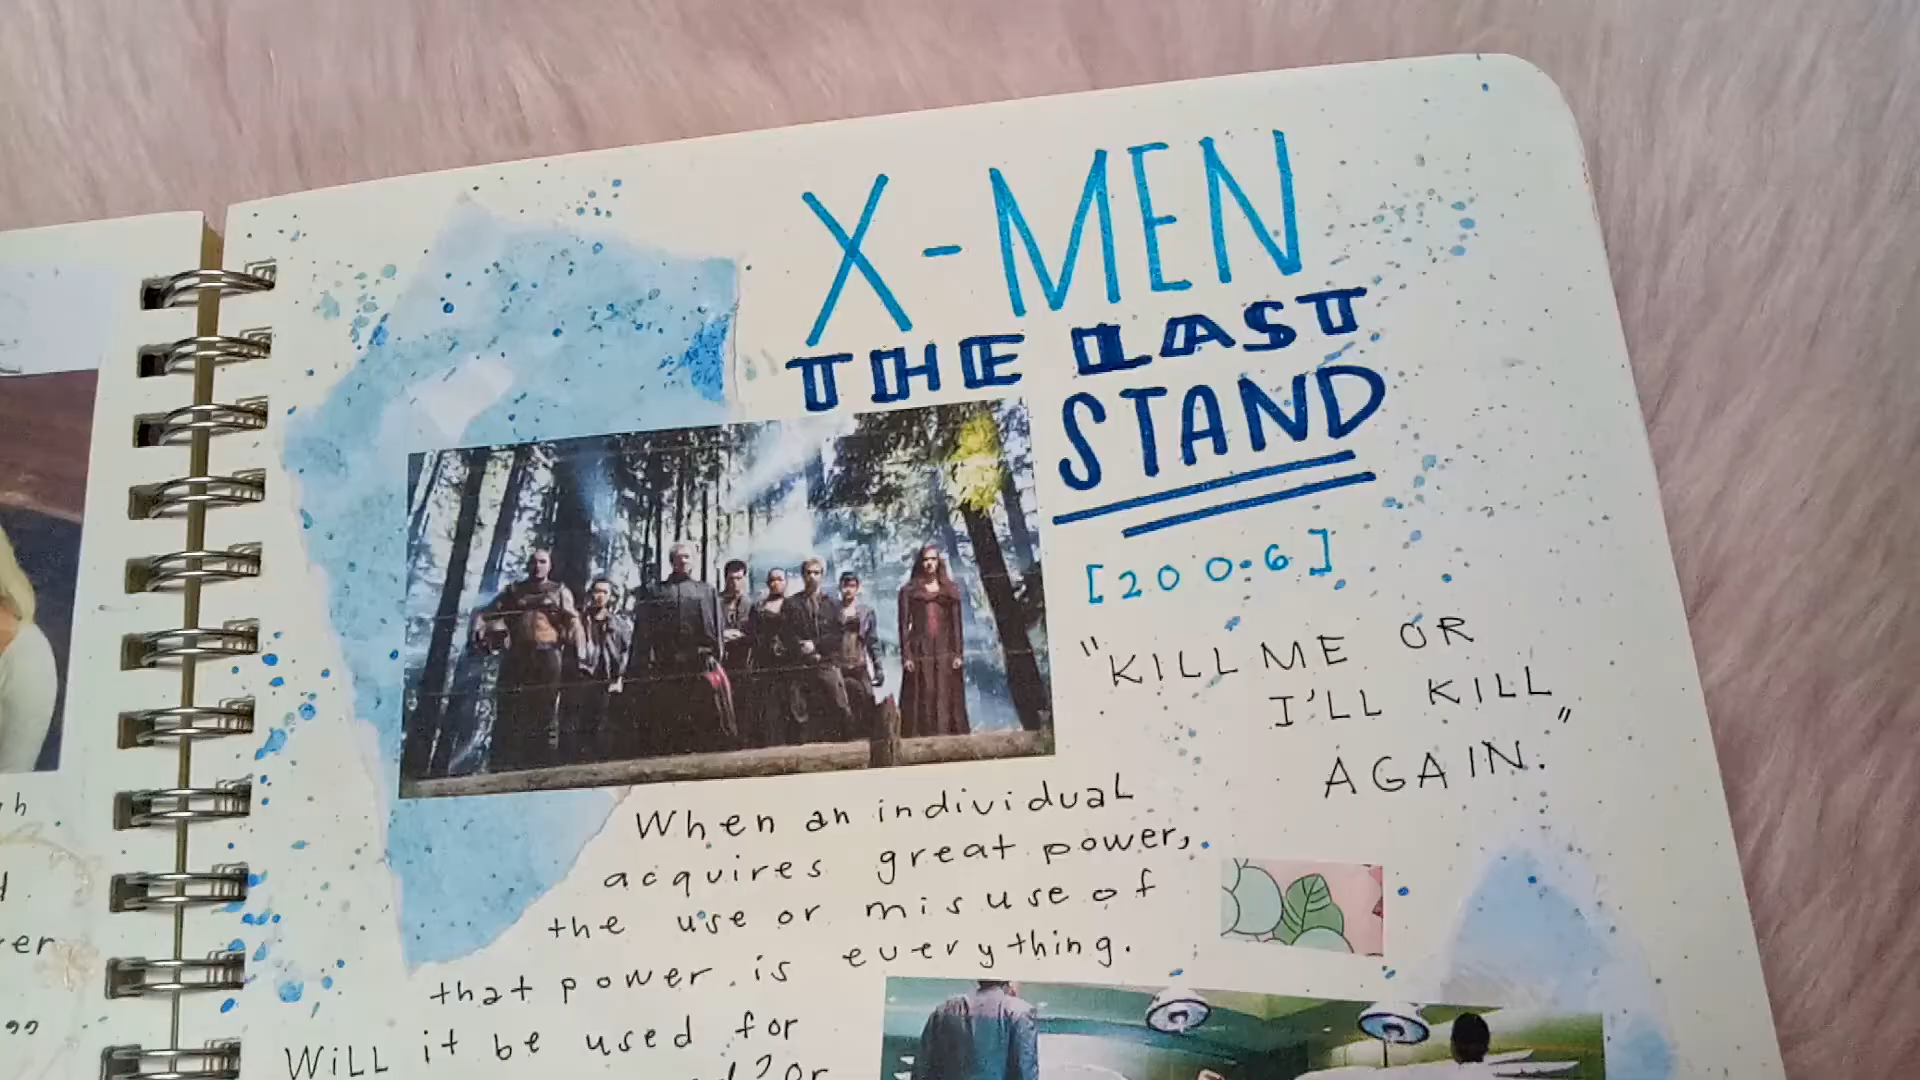 X-MEN
THE LAST
STAND
[2006]
"KILL ME OR
I'LL KILL
AGAIN."
When an individual
acquires great power,
the use or misuse of
that power is everything.
Will it be used for